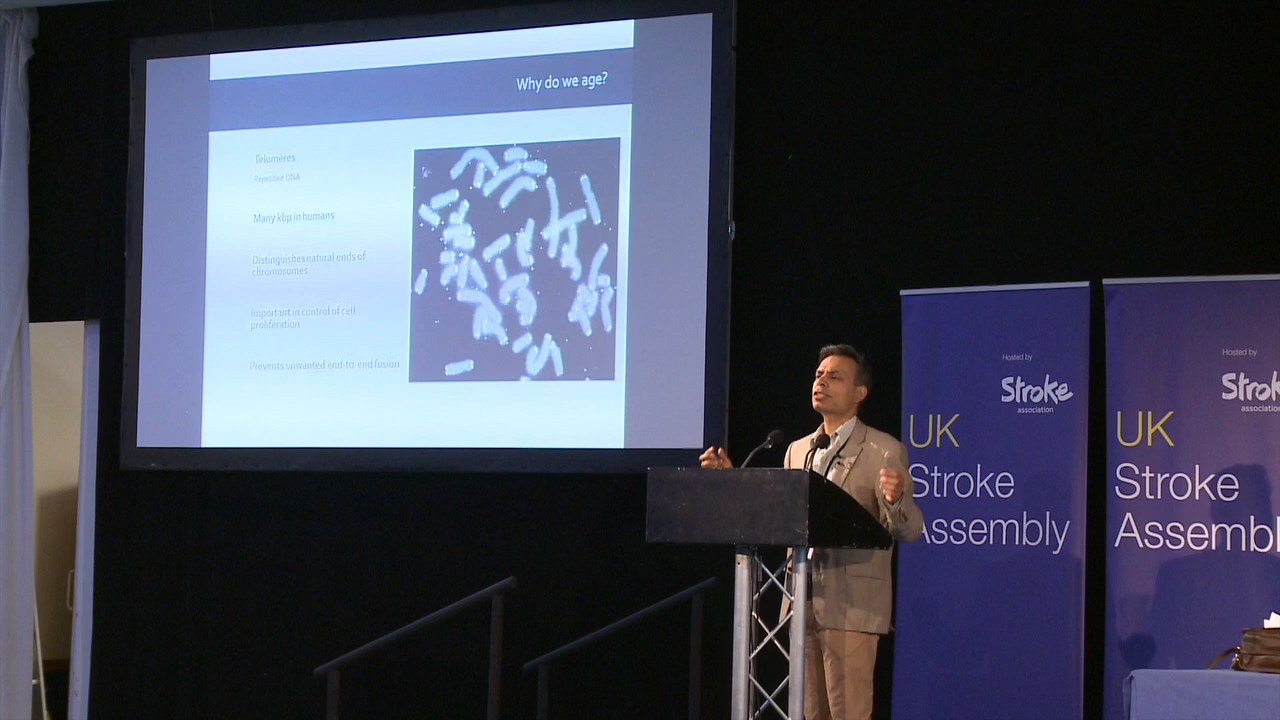 Why do we age?
Telomeres
Repetitive DNA
Many kbp in humans
Distinguishes natural ends of
chromosomes
Important in control of cell
proliferation
Prevents unwanted end-to-end fusion
Hosted by
Stroke
association
UK
Stroke
Assembly
Hosted by
Strok
association
UK
Stroke
Assembl